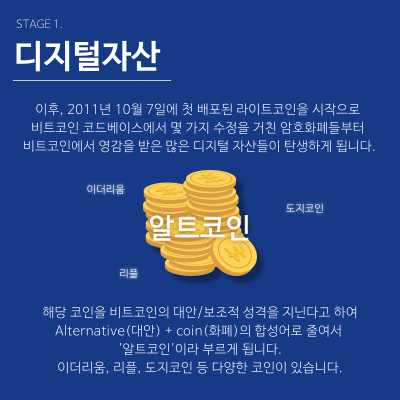 STAGE 1.
디지털자산
이후, 2011년 10월 7일에 첫 배포된 라이트코인을 시작으로
비트코인 코드베이스에서 몇 가지 수정을 거친 암호화폐들부터
비트코인에서 영감을 받은 많은 디지털 자산들이 탄생하게 됩니다.
이더리움
도지코인
알트코인
리플
해당 코인을 비트코인의 대안/보조적 성격을 지닌다고 하여
Alternative(대안) + coin(화폐)의 합성어로 줄여서
'알트코인'이라 부르게 됩니다.
이더리움, 리플, 도지코인 등 다양한 코인이 있습니다.